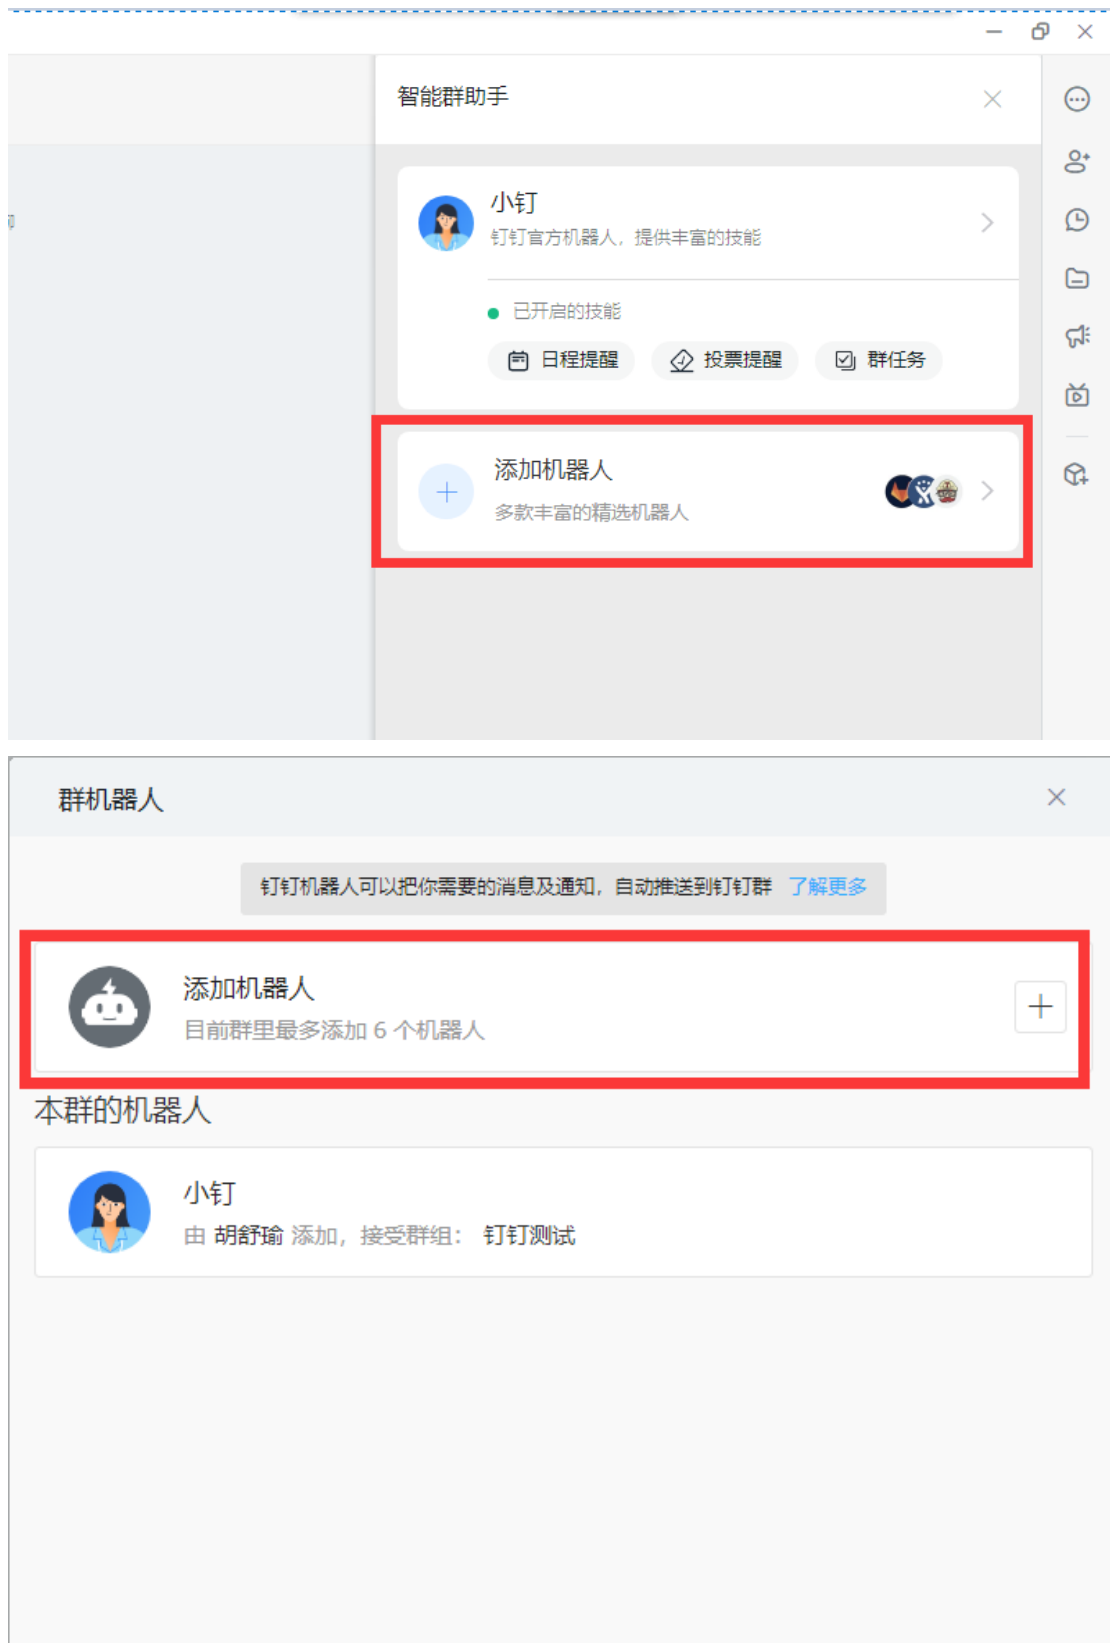 智能群助手
小钉
钉钉官方机器人，提供丰富的技能
已开启的技能
日程提醒 投票提醒 群任务
添加机器人
多款丰富的精选机器人
群机器人
钉钉机器人可以把你需要的消息及通知，自动推送到钉钉群 了解更多
添加机器人
目前群里最多添加 6 个机器人
本群的机器人
小钉
由 胡舒瑜 添加，接受群组： 钉钉测试